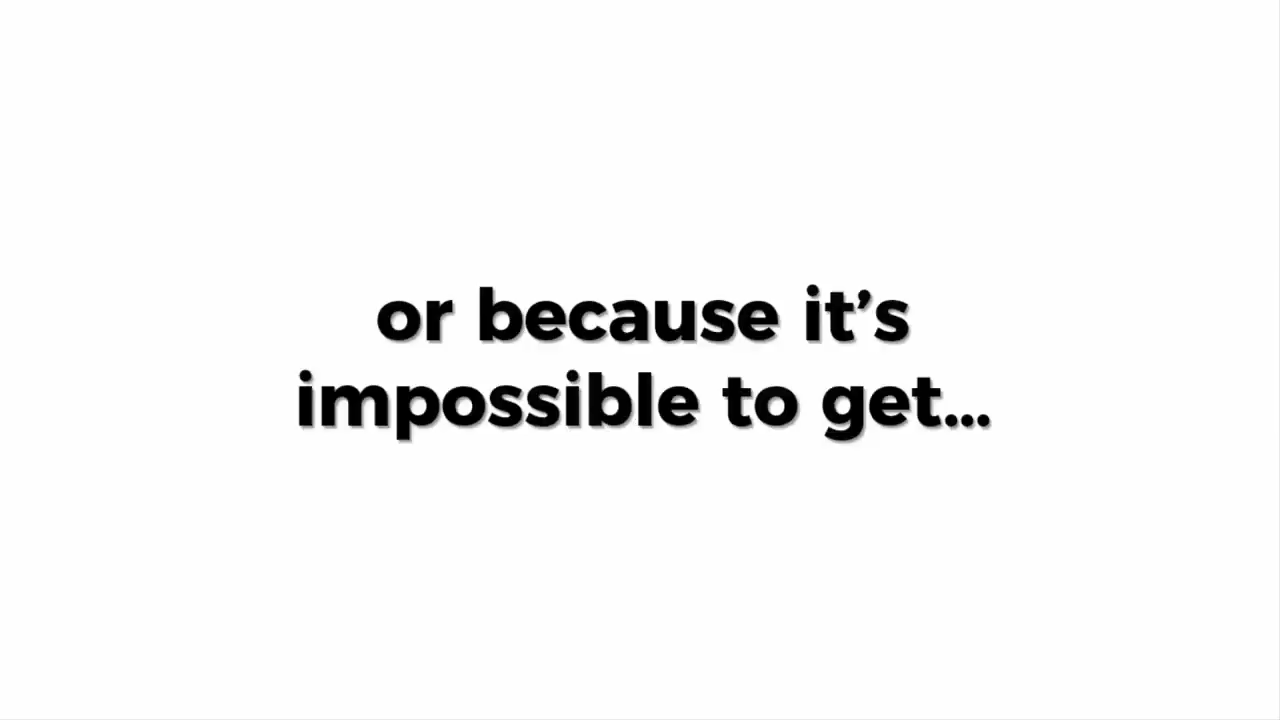 or because it’s
impossible to get...